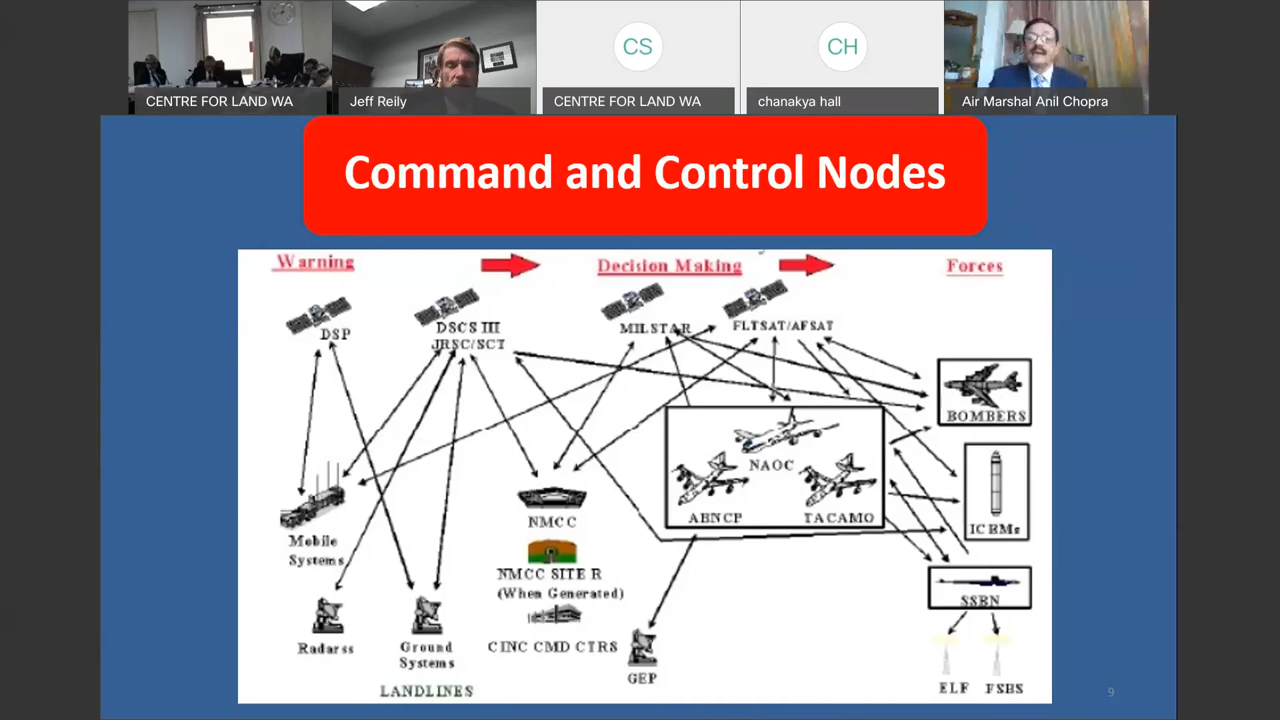 CENTRE FOR LAND WA
Jeff Reily
CS
CENTRE FOR LAND WA
CH
chanakya hall
Air Marshal Anil Chopra
Command and Control Nodes
Warning
Decision Making
Forces
DSP
DSCS III
JRSC/SCT
MILSTAR
FLTSAT/AFSAT
BOMBERS
NAOC
ABNCP
TACAMO
ICBMs
NMCC
Mobile
Systems
NMCC SITE R
(When Generated)
SSBN
Radarss
Ground
Systems
CINC CMD CTRS
GEP
LANDLINES
ELF
FSBS
9